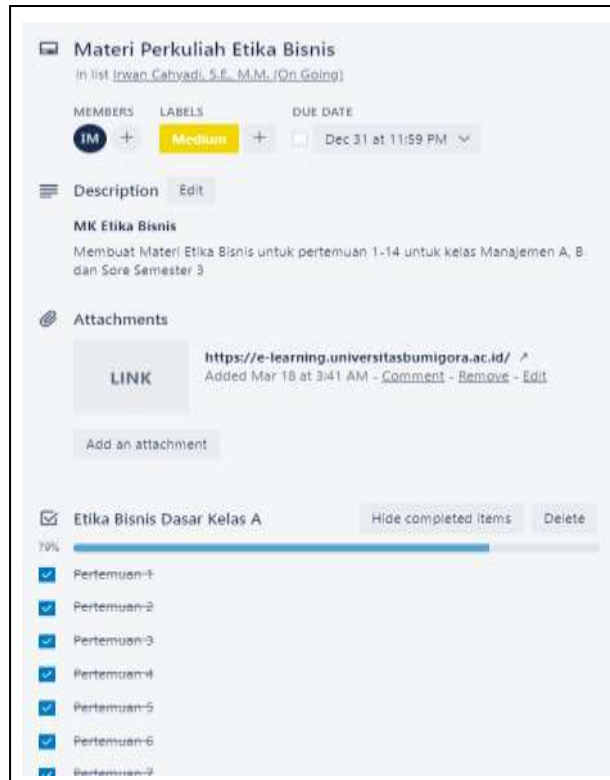 Materi Perkuliah Etika Bisnis
in list Irwan Cahyadi, S.E., M.M. (On Going)
MEMBERS LABELS DUE DATE
IM + Medium + Dec 31 at 11:59 PM
Description Edit
MK Etika Bisnis
Membuat Materi Etika Bisnis untuk pertemuan 1-14 untuk kelas Manajemen A, B
dan Sore Semester 3
Attachments
LINK
https://e-learning.universitasbumigora.ac.id/ ↗
Added Mar 18 at 3:41 AM - Comment - Remove - Edit
Add an attachment
Etika Bisnis Dasar Kelas A Hide completed items Delete
79%
Pertemuan 1
Pertemuan 2
Pertemuan 3
Pertemuan 4
Pertemuan 5
Pertemuan 6
Pertemuan 7